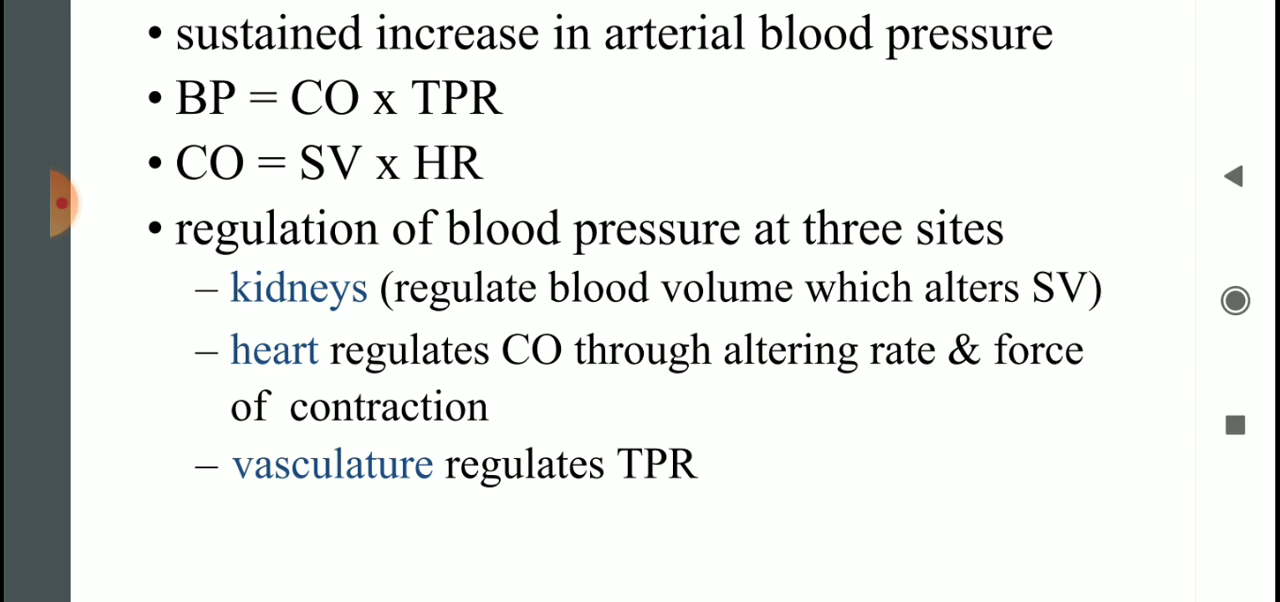 • sustained increase in arterial blood pressure
• BP = CO x TPR
• CO = SV x HR
• regulation of blood pressure at three sites
– kidneys (regulate blood volume which alters SV)
– heart regulates CO through altering rate & force
of contraction
– vasculature regulates TPR